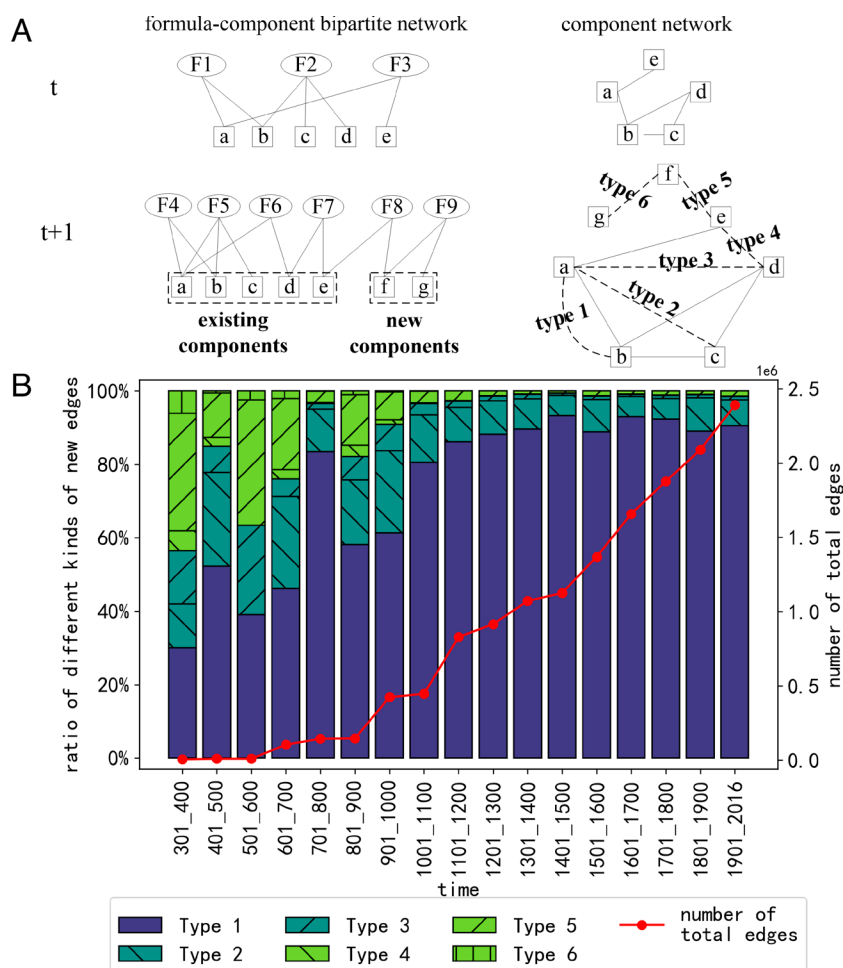 A
formula-component bipartite network
component network
t
F1 F2 F3
a b c d e
e
a d
b c
t+1
F4 F5 F6 F7 F8 F9
a b c d e f g
existing
components
new
components
f
type 6
type 5
g
e
type 4
type 3
a
d
type 2
type 1
b
c
B
ratio of different kinds of new edges
100%
80%
60%
40%
20%
0%
1e6
2.5
2.0
1.5
1.0
0.5
0.0
number of total edges
301_400
401_500
501_600
601_700
701_800
801_900
901_1000
1001_1100
1101_1200
1201_1300
1301_1400
1401_1500
1501_1600
1601_1700
1701_1800
1801_1900
1901_2016
time
Type 1
Type 2
Type 3
Type 4
Type 5
Type 6
number of
total edges